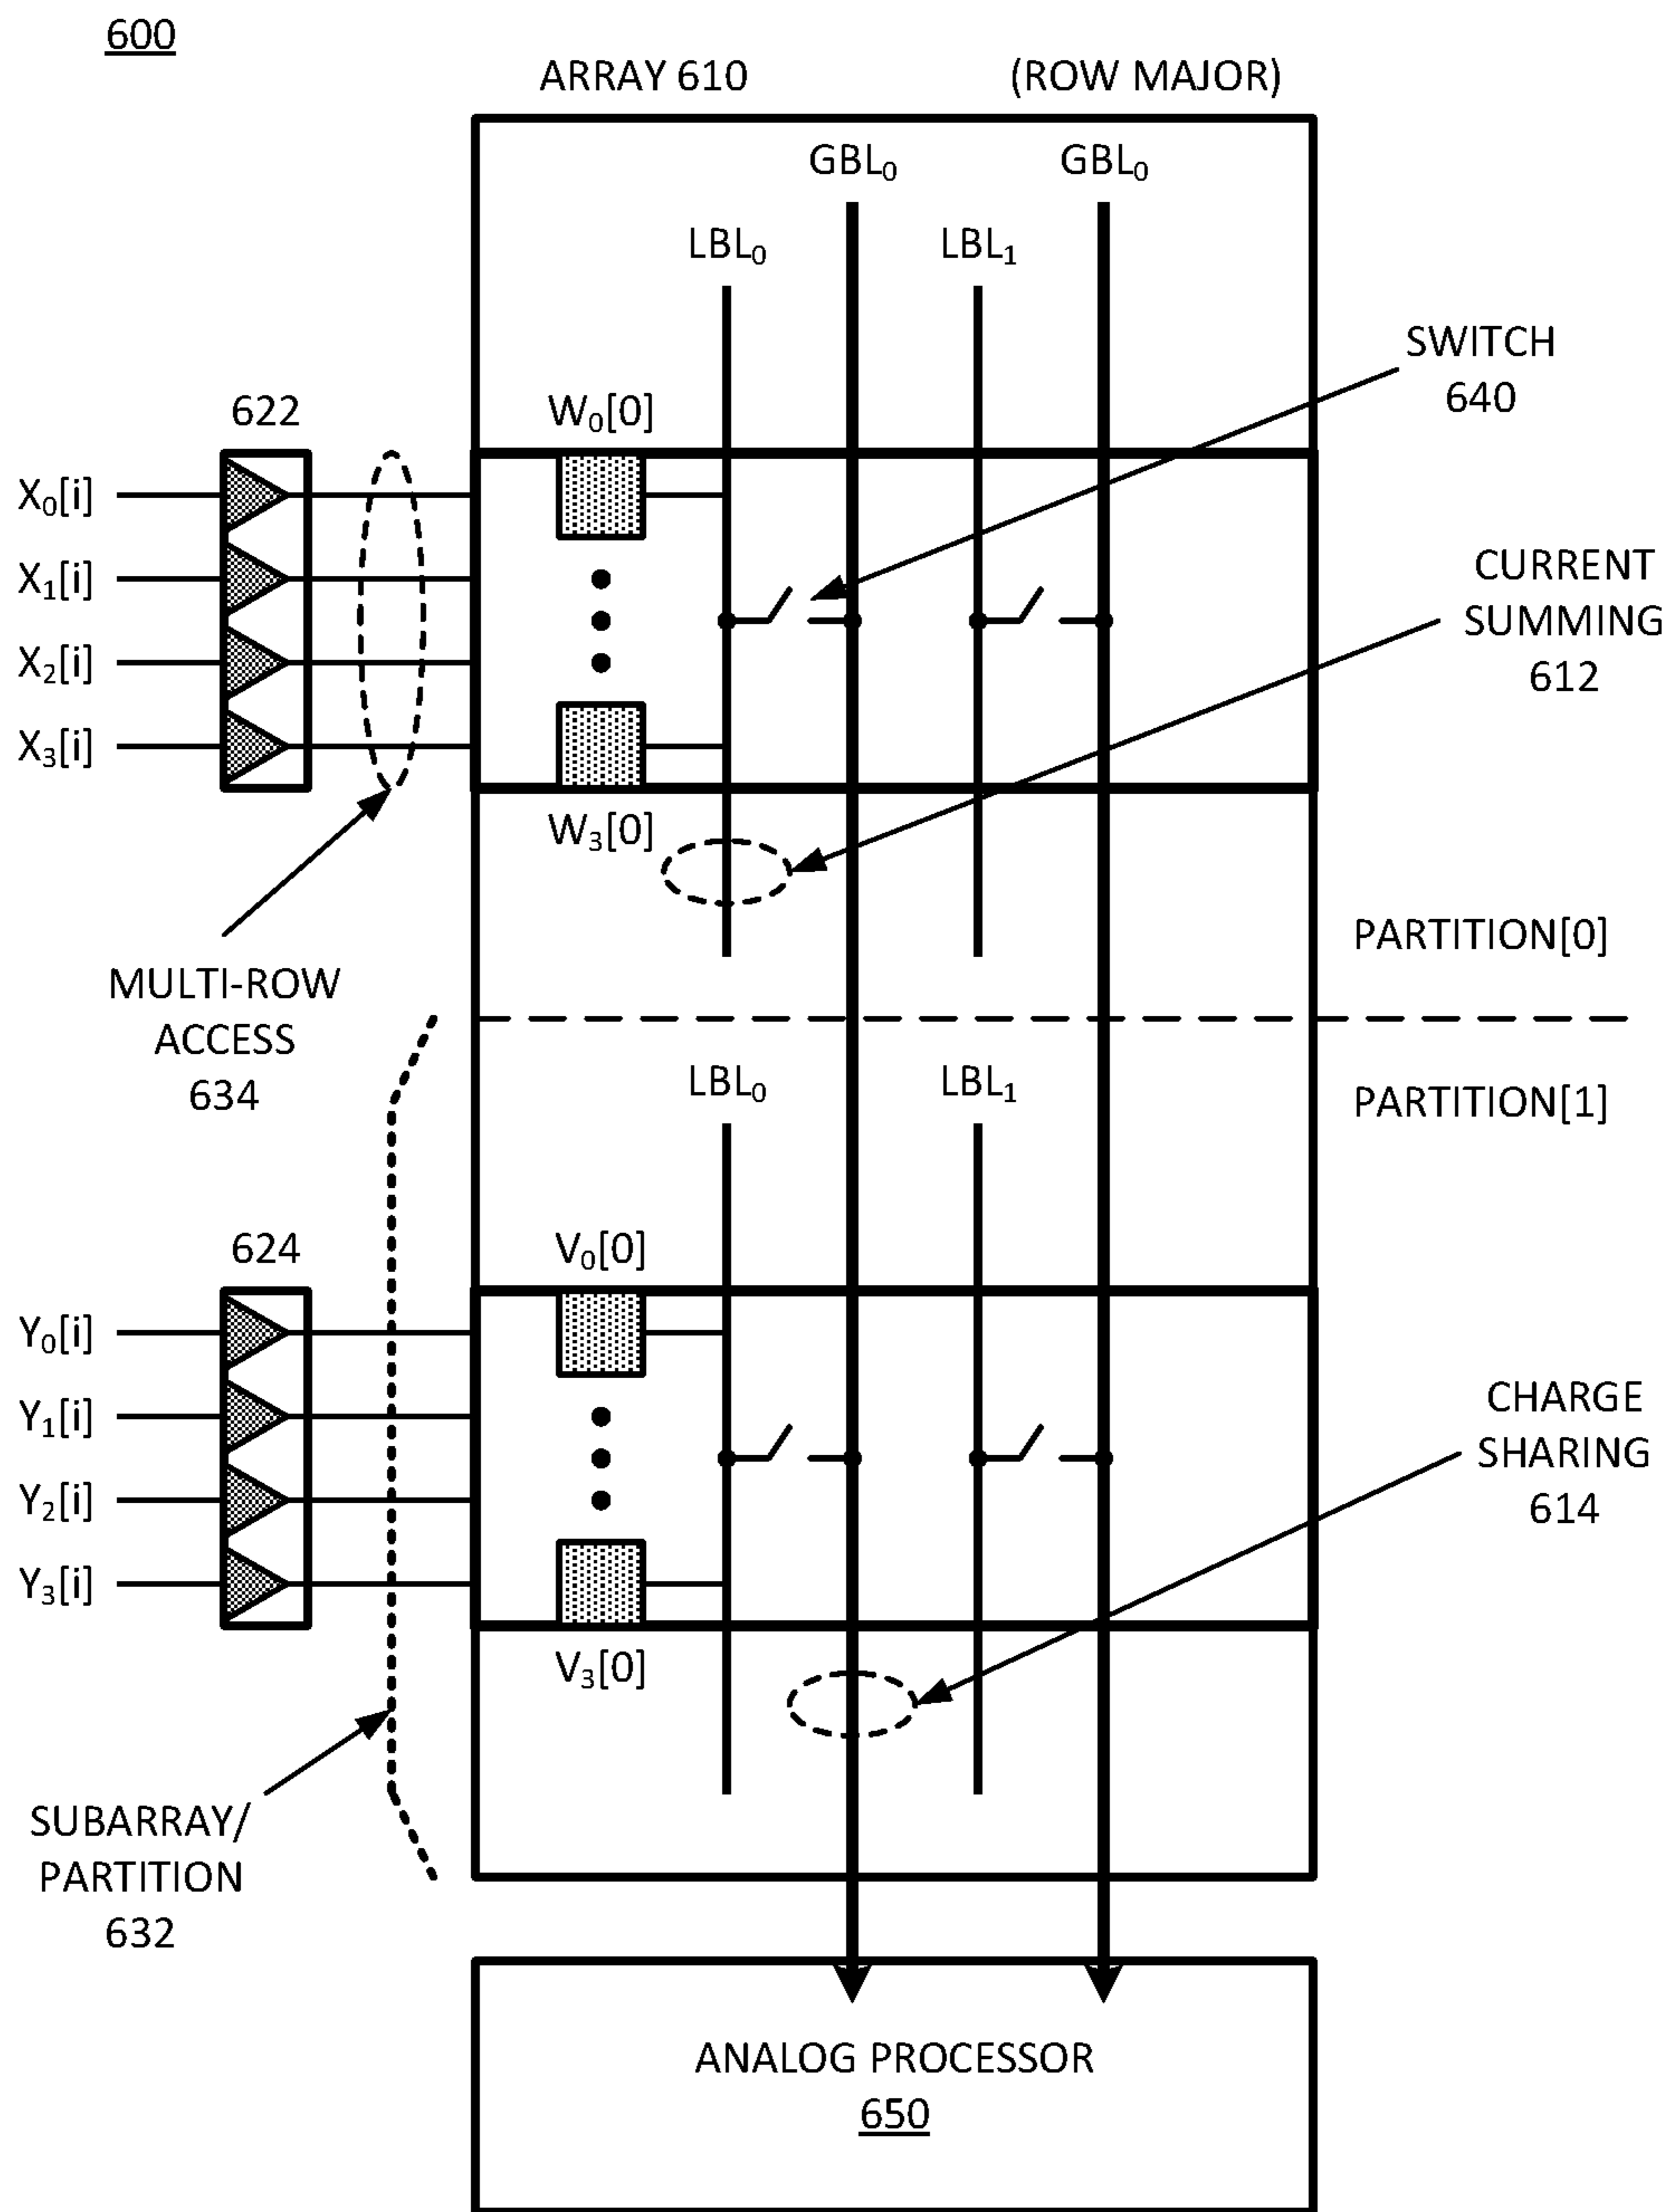 600
ARRAY 610 (ROW MAJOR)
GBL₀ GBL₀
LBL₀ LBL₁
SWITCH
640
622
W₀[0]
X₀[i]
X₁[i]
X₂[i]
X₃[i]
CURRENT
SUMMING
612
W₃[0]
MULTI-ROW
ACCESS
634
PARTITION[0]
PARTITION[1]
LBL₀ LBL₁
624
V₀[0]
Y₀[i]
Y₁[i]
Y₂[i]
Y₃[i]
CHARGE
SHARING
614
V₃[0]
SUBARRAY/
PARTITION
632
ANALOG PROCESSOR
650